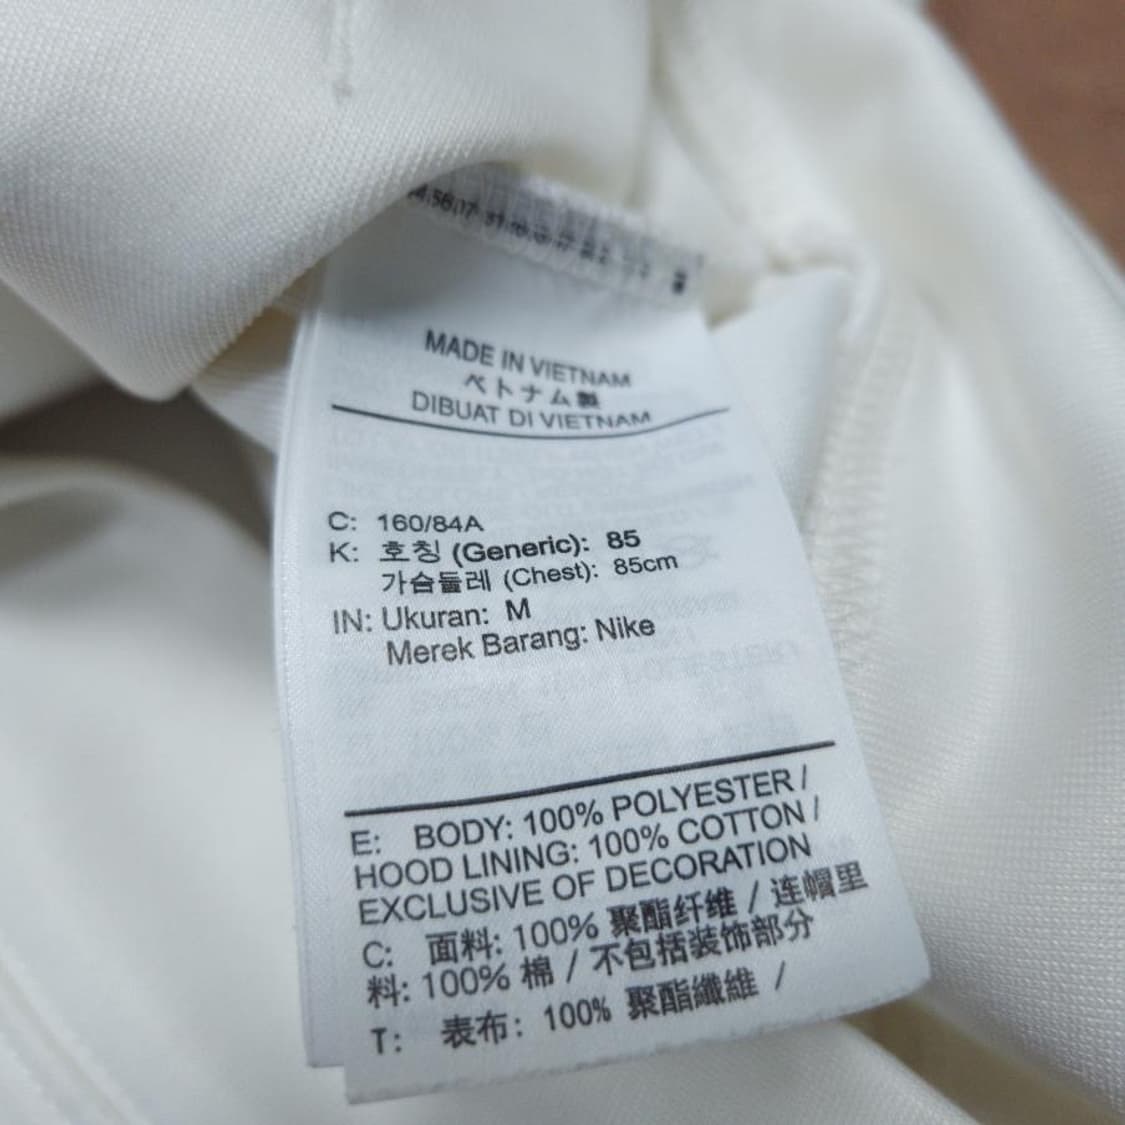 MADE IN VIETNAM
ベトナム製
DIBUAT DI VIETNAM
C: 160/84A
K: 호칭 (Generic): 85
가슴둘레 (Chest): 85cm
IN: Ukuran: M
Merek Barang: Nike
E: BODY: 100% POLYESTER /
HOOD LINING: 100% COTTON /
EXCLUSIVE OF DECORATION
C: 面料: 100% 聚酯纤维 / 连帽里
料: 100% 棉 / 不包括装饰部分
T: 表布: 100% 聚酯纖維 /